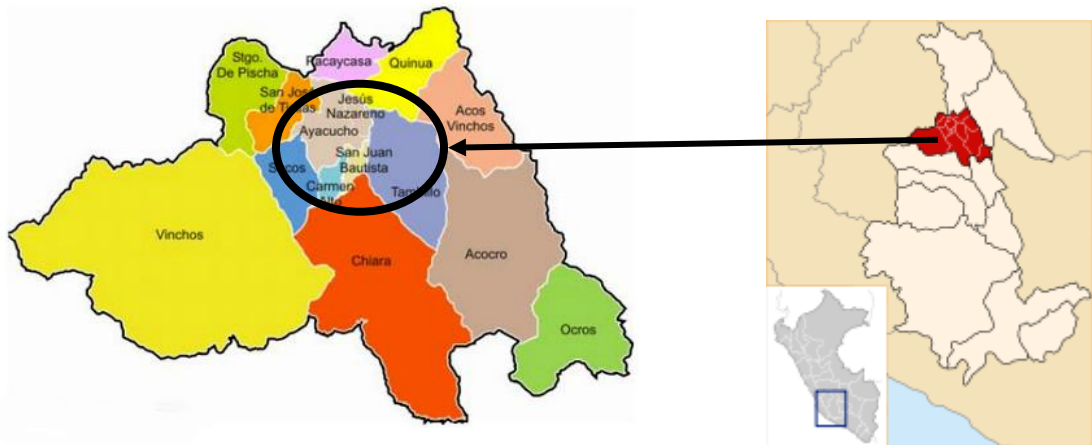 Stgo.
De Pischa
Pacaycasa
Quinua
San José
de
Jesús
Nazareno
Acos
Vinchos
Ayacucho
San Juan
Bautista
Socos
Carmen
Alto
Tambillo
Vinchos
Chiara
Acocro
Ocros